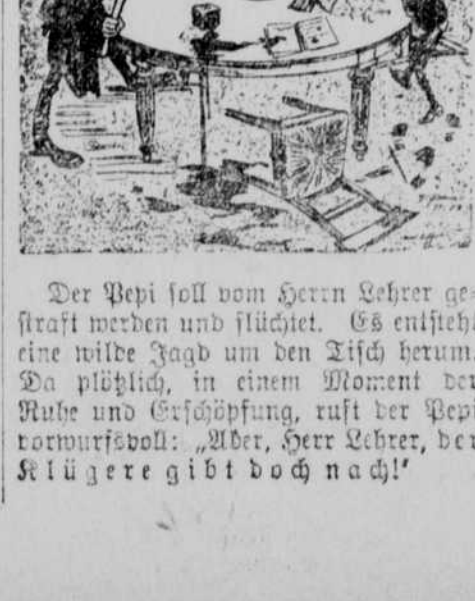 Der Pepi soll vom Herrn Lehrer ge-
straft werden und flüchtet. Es entsteht
eine wilde Jagd um den Tisch herum.
Da plötzlich, in einem Moment der
Ruhe und Erschöpfung, ruft der Pepi
vorwurfsvoll: „Aber, Herr Lehrer, der
Klügere gibt doch nach!"